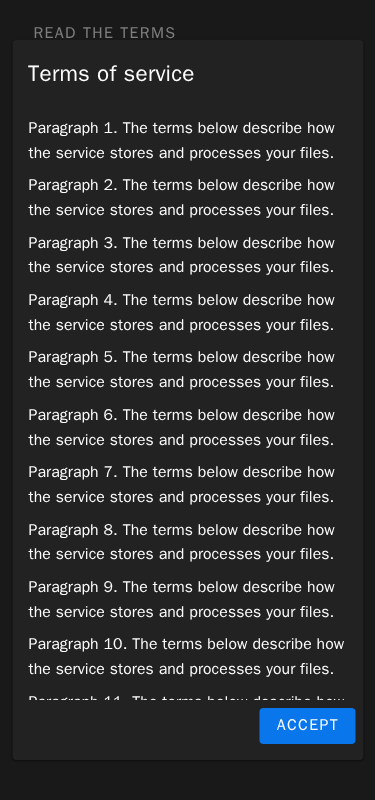 READ THE TERMS
Terms of service
Paragraph 1. The terms below describe how
the service stores and processes your files.
Paragraph 2. The terms below describe how
the service stores and processes your files.
Paragraph 3. The terms below describe how
the service stores and processes your files.
Paragraph 4. The terms below describe how
the service stores and processes your files.
Paragraph 5. The terms below describe how
the service stores and processes your files.
Paragraph 6. The terms below describe how
the service stores and processes your files.
Paragraph 7. The terms below describe how
the service stores and processes your files.
Paragraph 8. The terms below describe how
the service stores and processes your files.
Paragraph 9. The terms below describe how
the service stores and processes your files.
Paragraph 10. The terms below describe how
the service stores and processes your files.
Paragraph 11. The terms below describe how
ACCEPT